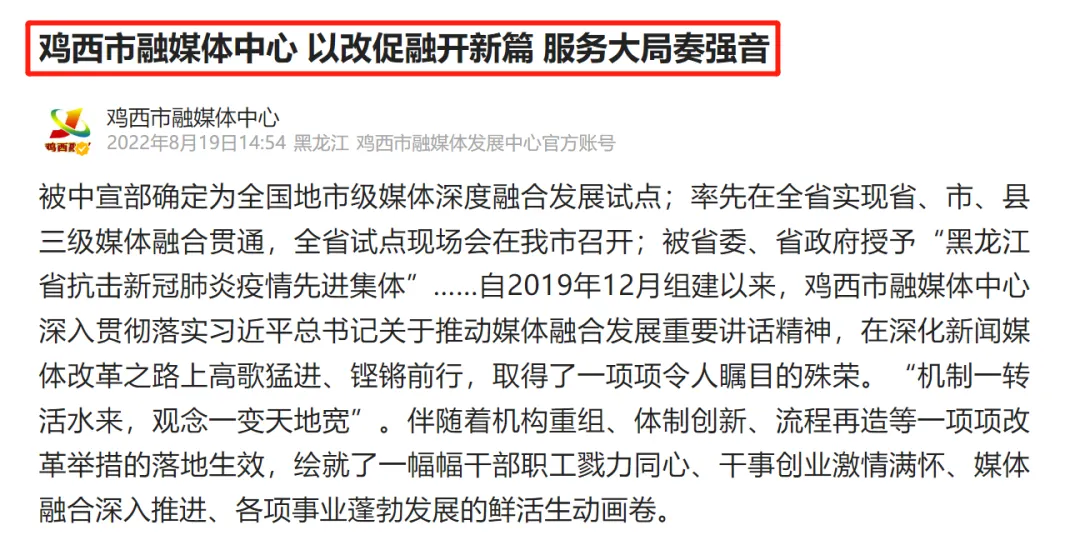 鸡西市融媒体中心 以改促融开新篇 服务大局奏强音
鸡西市融媒体中心
2022年8月19日14:54 黑龙江 鸡西市融媒体发展中心官方账号
被中宣部确定为全国地市级媒体深度融合发展试点；率先在全省实现省、市、县
三级媒体融合贯通，全省试点现场会在我市召开；被省委、省政府授予“黑龙江
省抗击新冠肺炎疫情先进集体”……自2019年12月组建以来，鸡西市融媒体中心
深入贯彻落实习近平总书记关于推动媒体融合发展重要讲话精神，在深化新闻媒
体改革之路上高歌猛进、铿锵前行，取得了一项项令人瞩目的殊荣。“机制一转
活水来，观念一变天地宽”。伴随着机构重组、体制创新、流程再造等一项项改
革举措的落地生效，绘就了一幅幅干部职工戮力同心、干事创业激情满怀、媒体
融合深入推进、各项事业蓬勃发展的鲜活生动画卷。